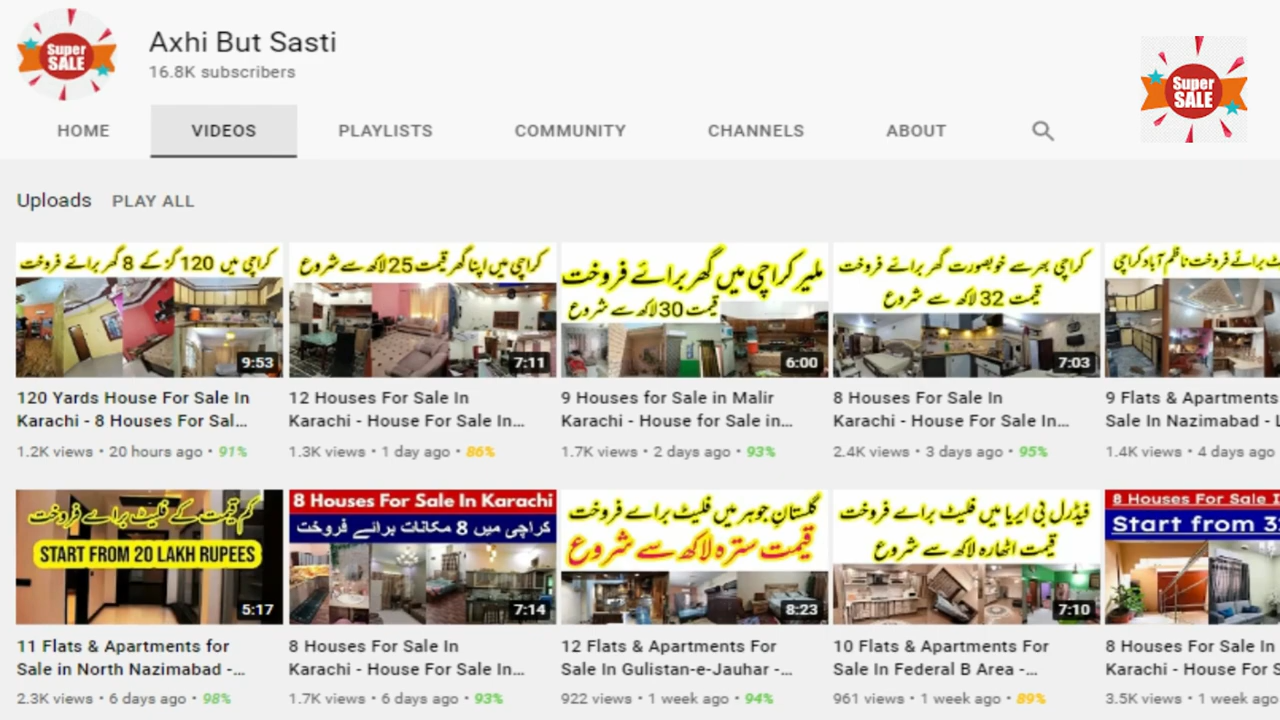 Super
SALE
Axhi But Sasti
16.8K subscribers
Super
SALE
HOME
VIDEOS
PLAYLISTS
COMMUNITY
CHANNELS
ABOUT
Uploads
PLAY ALL
کراچی میں 120 گز کے 8 گھر برائے فروخت
9:53
120 Yards House For Sale In
Karachi - 8 Houses For Sal...
1.2K views • 20 hours ago • 91%
کراچی میں اپنا گھر قیمت 25 لاکھ سے شروع
7:11
12 Houses For Sale In
Karachi - House For Sale In...
1.3K views • 1 day ago • 86%
ملیر کراچی میں گھر برائے فروخت
قیمت 30 لاکھ سے شروع
6:00
9 Houses for Sale in Malir
Karachi - House for Sale in...
1.7K views • 2 days ago • 93%
کراچی بھر سے خوبصورت گھر برائے فروخت
قیمت 32 لاکھ سے شروع
7:03
8 Houses For Sale In
Karachi - House For Sale In...
2.4K views • 3 days ago • 95%
برائے فروخت ناظم آباد کراچی
9 Flats & Apartments
Sale In Nazimabad -
1.4K views • 4 days ago
کم قیمت کے فلیٹ براے فروخت
START FROM 20 LAKH RUPEES
5:17
11 Flats & Apartments for
Sale in North Nazimabad -...
2.3K views • 6 days ago • 98%
8 Houses For Sale In Karachi
کراچی میں 8 مکانات برائے فروخت
7:14
8 Houses For Sale In
Karachi - House For Sale In...
1.7K views • 6 days ago • 93%
گلستان جوہر میں فلیٹ براے فروخت
قیمت سترہ لاکھ سے شروع
8:23
12 Flats & Apartments For
Sale In Gulistan-e-Jauhar -...
922 views • 1 week ago • 94%
فیڈرل بی ایریا میں فلیٹ براے فروخت
قیمت اٹھارہ لاکھ سے شروع
7:10
10 Flats & Apartments For
Sale In Federal B Area -...
961 views • 1 week ago • 89%
8 Houses For Sale
Start from
8 Houses For Sale In
Karachi - House For S
3.5K views • 1 week ago